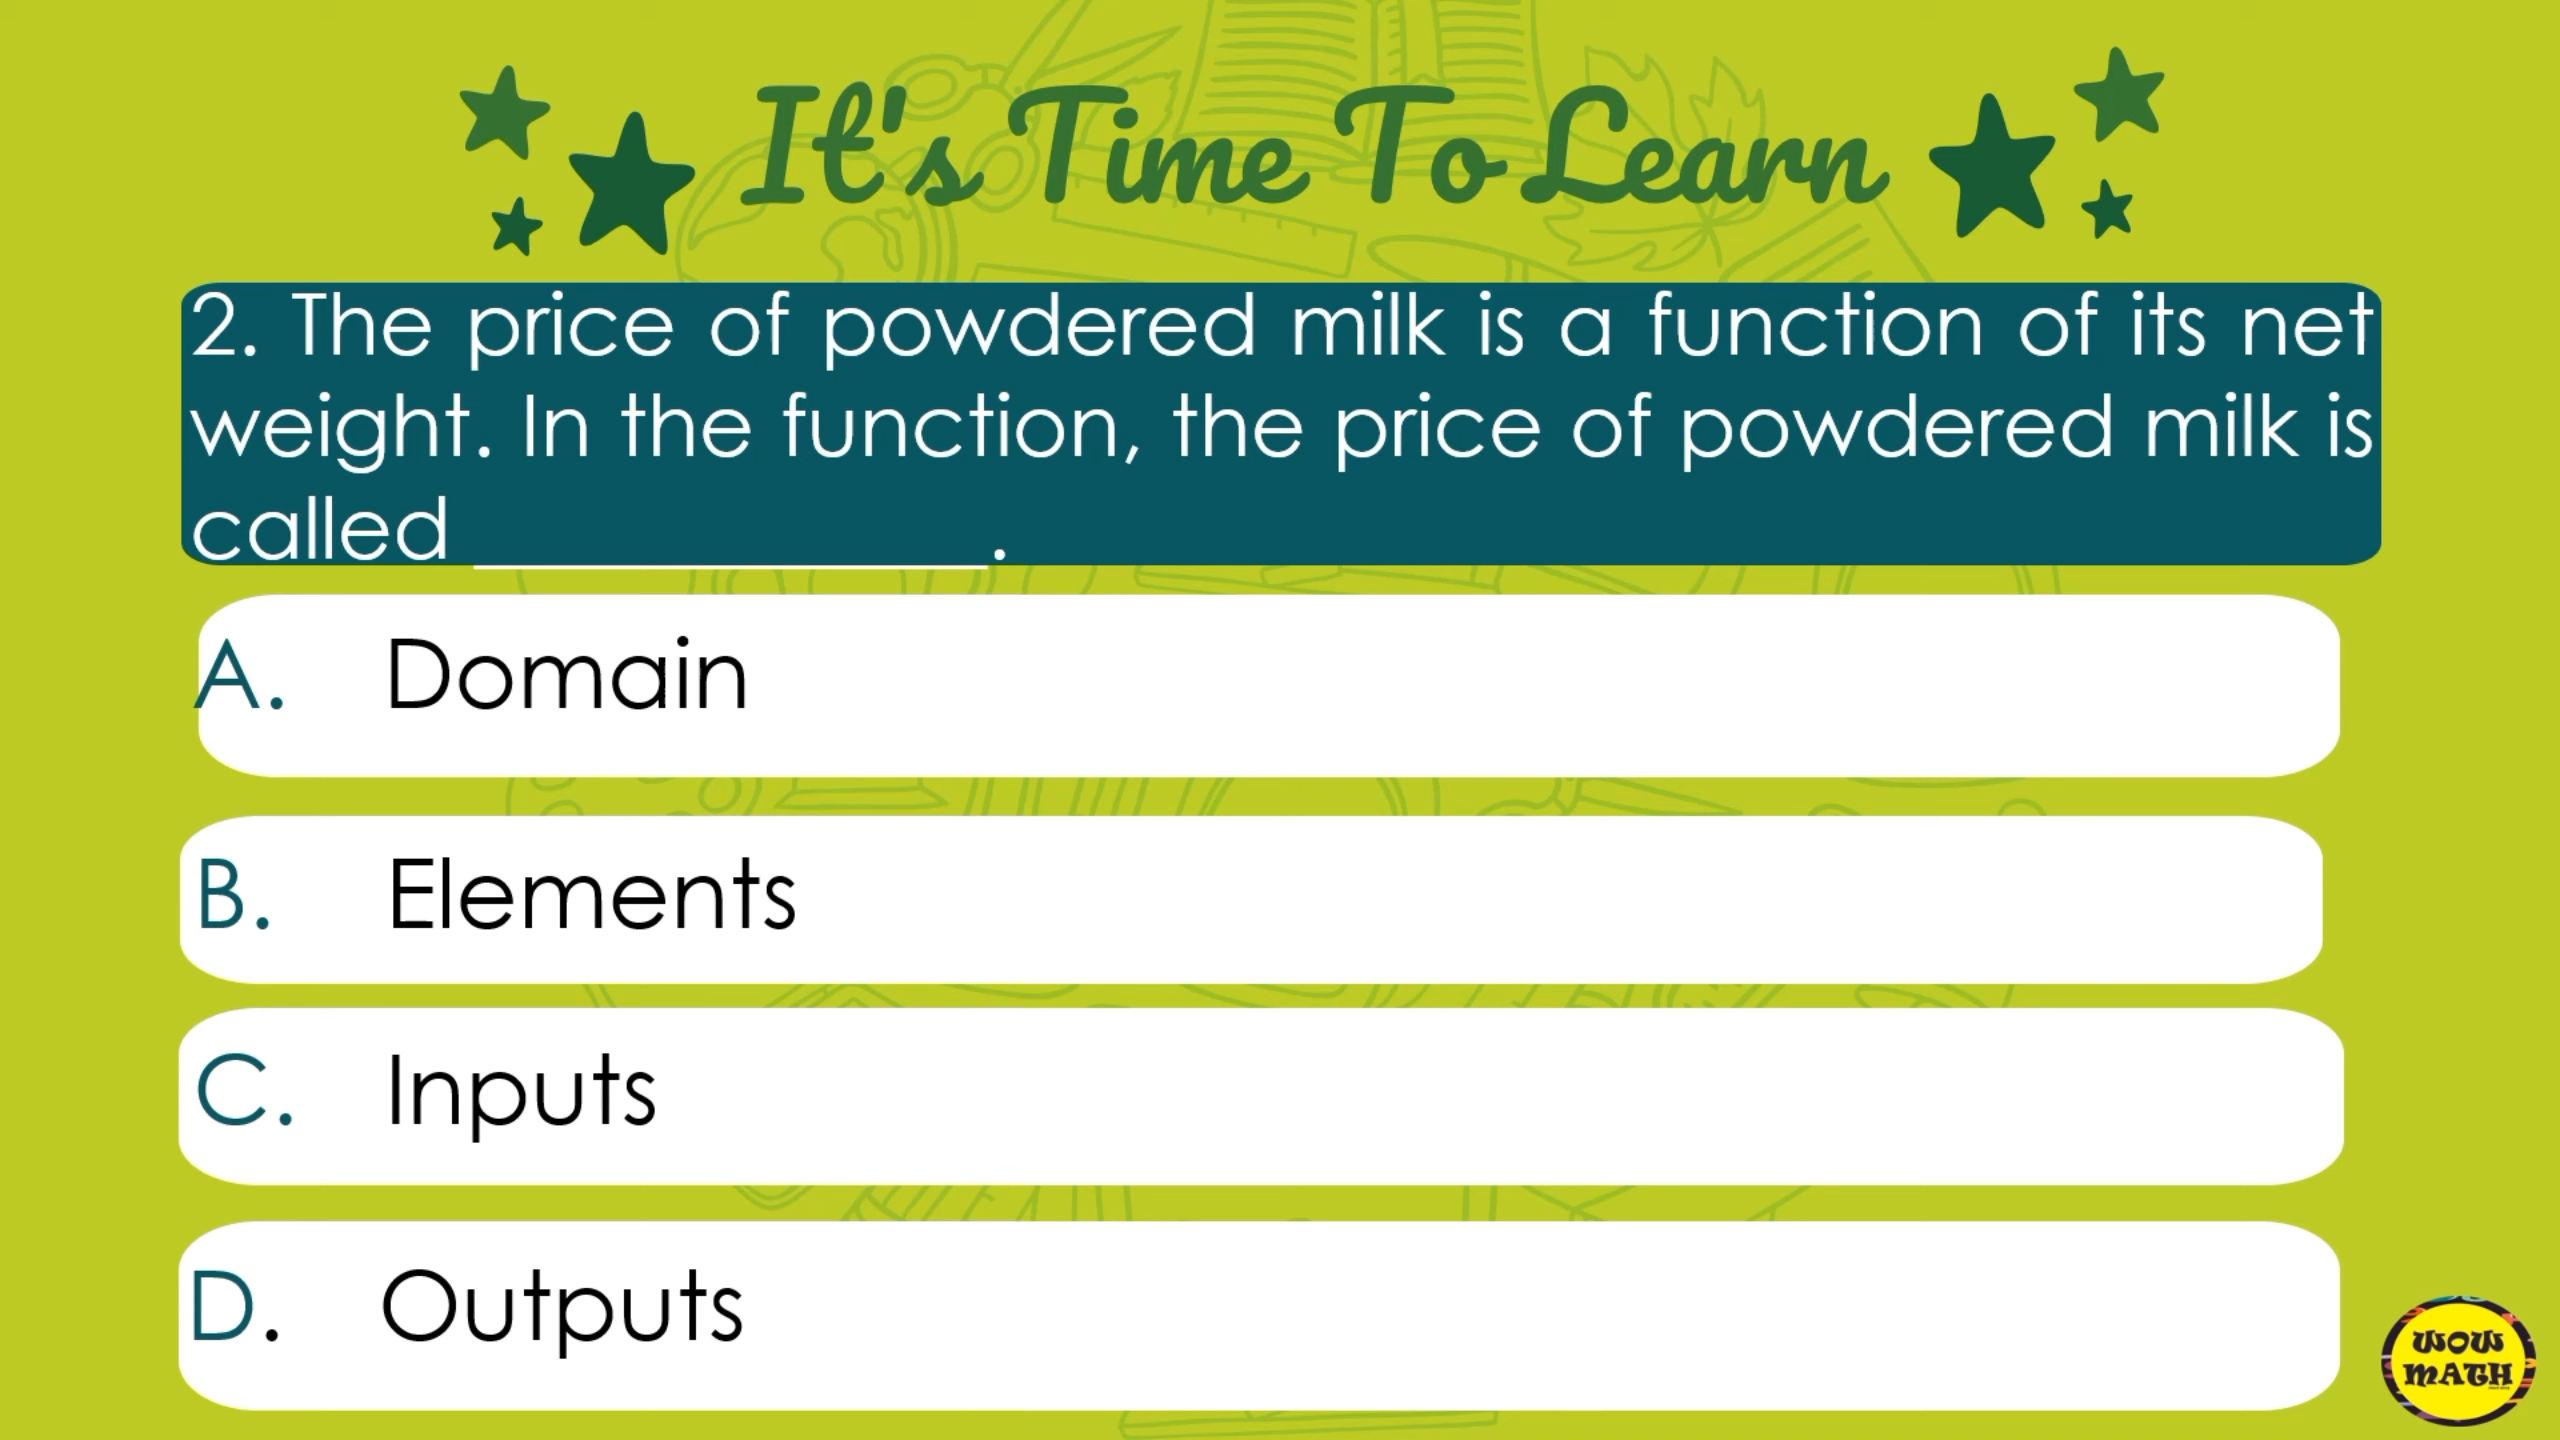 It's Time To Learn
2. The price of powdered milk is a function of its net
weight. In the function, the price of powdered milk is
called ____________.
A. Domain
B. Elements
C. Inputs
D. Outputs
WOW
MATH